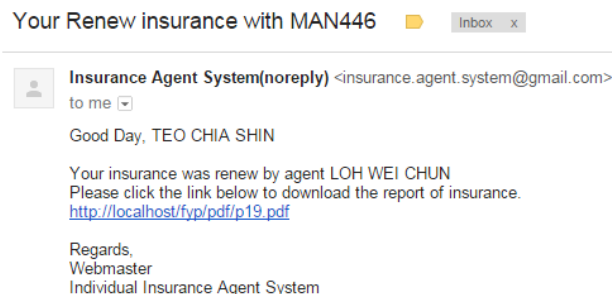 Your Renew insurance with MAN446 Inbox x
Insurance Agent System(noreply) <insurance.agent.system@gmail.com>
to me
Good Day, TEO CHIA SHIN
Your insurance was renew by agent LOH WEI CHUN
Please click the link below to download the report of insurance.
http://localhost/fyp/pdf/p19.pdf
Regards,
Webmaster
Individual Insurance Agent System